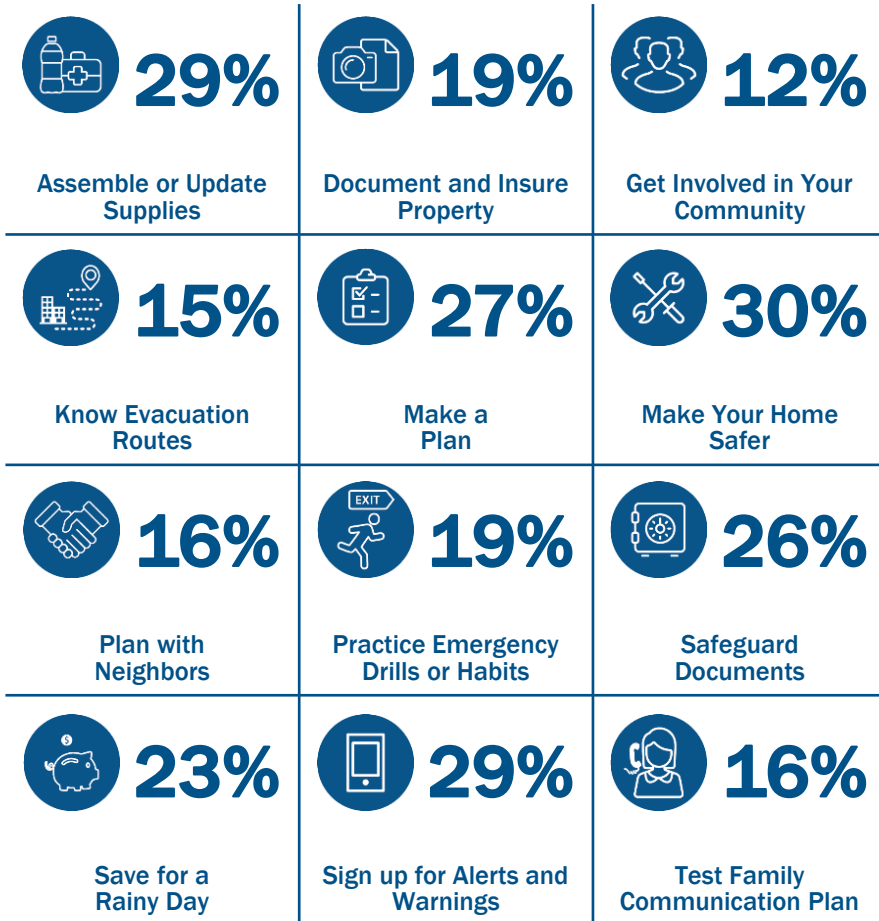 29%
Assemble or Update
Supplies
19%
Document and Insure
Property
12%
Get Involved in Your
Community
15%
Know Evacuation
Routes
27%
Make a
Plan
30%
Make Your Home
Safer
16%
Plan with
Neighbors
EXIT
19%
Practice Emergency
Drills or Habits
26%
Safeguard
Documents
$
23%
Save for a
Rainy Day
29%
Sign up for Alerts and
Warnings
16%
Test Family
Communication Plan